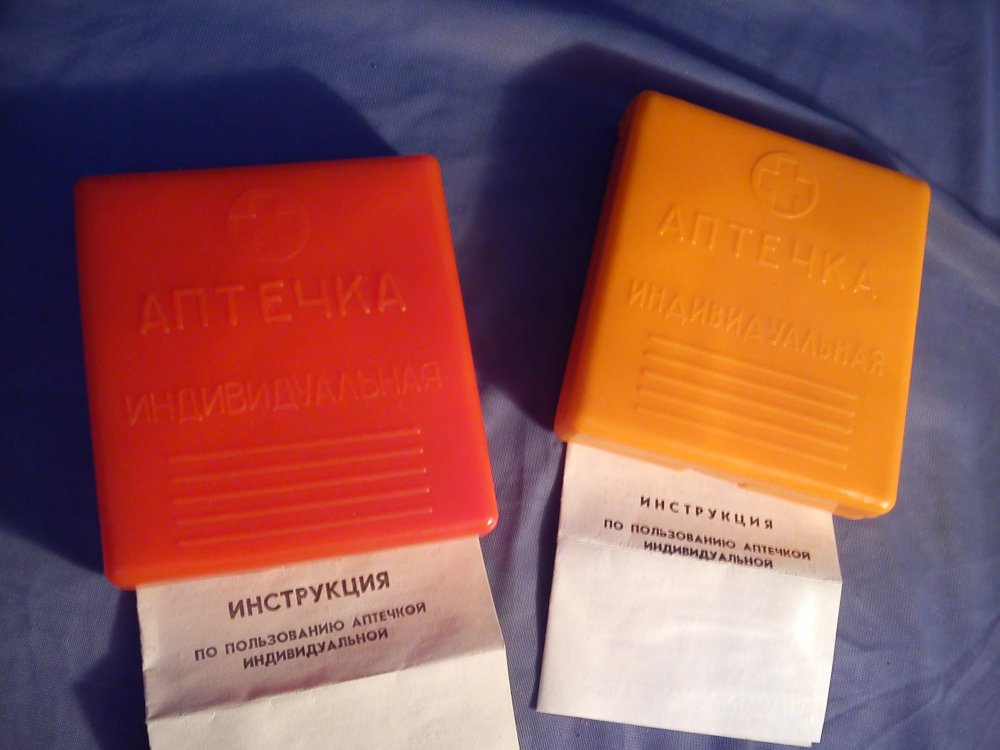 АПТЕЧКА
ИНДИВИДУАЛЬНАЯ
ИНСТРУКЦИЯ
ПО ПОЛЬЗОВАНИЮ АПТЕЧКОЙ
ИНДИВИДУАЛЬНОЙ
АПТЕЧКА
ИНДИВИДУАЛЬНАЯ
ИНСТРУКЦИЯ
ПО ПОЛЬЗОВАНИЮ АПТЕЧКОЙ
ИНДИВИДУАЛЬНОЙ